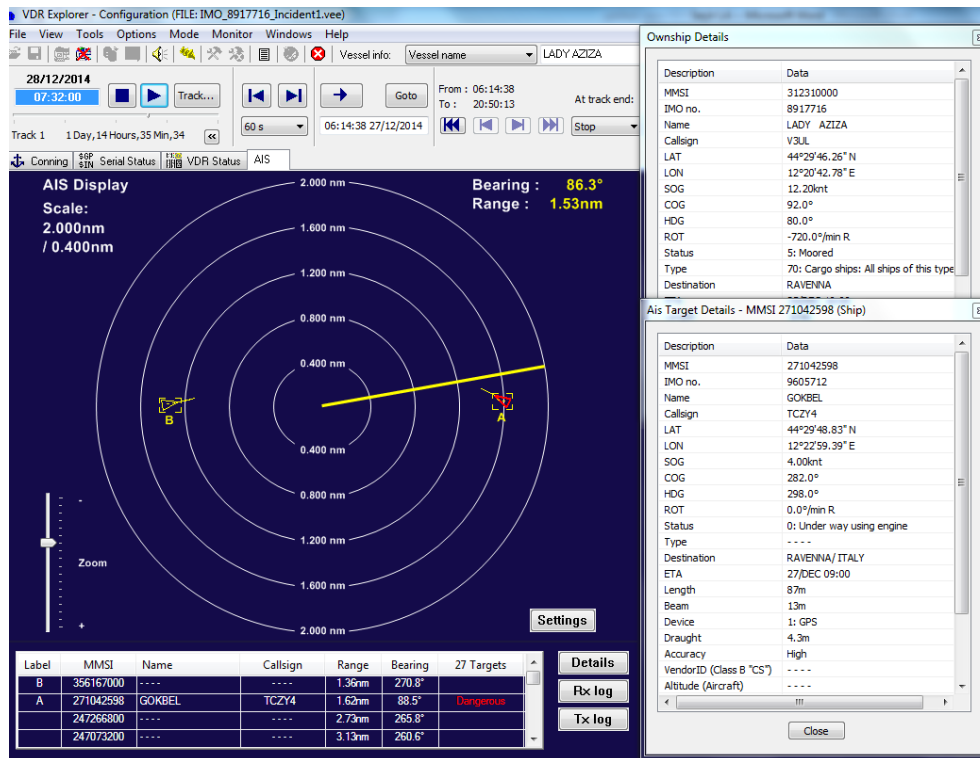 VDR Explorer - Configuration (FILE: IMO_8917716_Incident1.vee)
File View Tools Options Mode Monitor Windows Help
Vessel info: Vessel name LADY AZIZA
28/12/2014
07:32:00
Track...
Goto
From : 06:14:38
To : 20:50:13
At track end:
Track 1 1 Day,14 Hours,35 Min,34 «
60 s
06:14:38 27/12/2014
Stop
Conning Serial Status VDR Status AIS
AIS Display
Scale:
2.000nm
/ 0.400nm
Bearing : 86.3°
Range : 1.53nm
2.000 nm
1.600 nm
1.200 nm
0.800 nm
0.400 nm
B
A
0.400 nm
0.800 nm
1.200 nm
1.600 nm
2.000 nm
-
Zoom
+
Settings
Label MMSI Name Callsign Range Bearing 27 Targets
B 356167000 ---- ---- 1.36nm 270.8°
A 271042598 GOKBEL TCZY4 1.62nm 88.5° Dangerous
247266800 ---- ---- 2.73nm 265.8°
247073200 ---- ---- 3.13nm 260.6°
Details
Rx log
Tx log
Ownship Details
Description Data
MMSI 312310000
IMO no. 8917716
Name LADY AZIZA
Callsign V3UL
LAT 44°29'46.26" N
LON 12°20'42.78" E
SOG 12.20knt
COG 92.0°
HDG 80.0°
ROT -720.0°/min R
Status 5: Moored
Type 70: Cargo ships: All ships of this type
Destination RAVENNA
Ais Target Details - MMSI 271042598 (Ship)
Description Data
MMSI 271042598
IMO no. 9605712
Name GOKBEL
Callsign TCZY4
LAT 44°29'48.83" N
LON 12°22'59.39" E
SOG 4.00knt
COG 282.0°
HDG 298.0°
ROT 0.0°/min R
Status 0: Under way using engine
Type ----
Destination RAVENNA/ ITALY
ETA 27/DEC 09:00
Length 87m
Beam 13m
Device 1: GPS
Draught 4.3m
Accuracy High
VendorID (Class B "CS") ----
Altitude (Aircraft) ----
Close